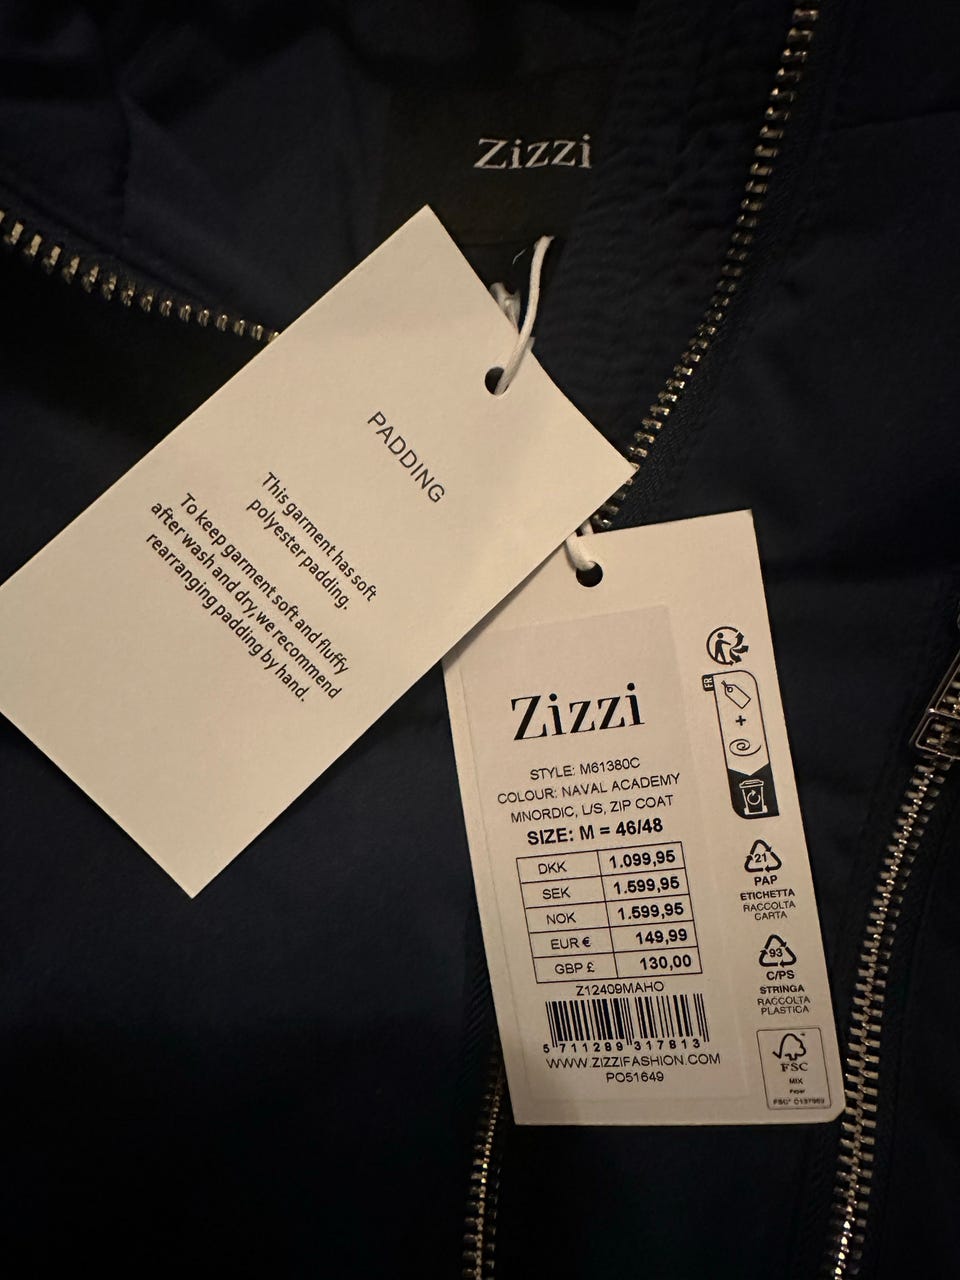 Zizzi
PADDING
This garment has soft
polyester padding.
To keep garment soft and fluffy
after wash and dry, we recommend
rearranging padding by hand.
Zizzi
STYLE: M61380C
COLOUR: NAVAL ACADEMY
MNORDIC, L/S, ZIP COAT
SIZE: M = 46/48
DKK 1.099,95
SEK 1.599,95
NOK 1.599,95
EUR € 149,99
GBP £ 130,00
Z12409MAHO
5 711289 317813
WWW.ZIZZIFASHION.COM
PO51649
FR
+
21
PAP
ETICHETTA
RACCOLTA
CARTA
93
C/PS
STRINGA
RACCOLTA
PLASTICA
FSC
MIX
Paper